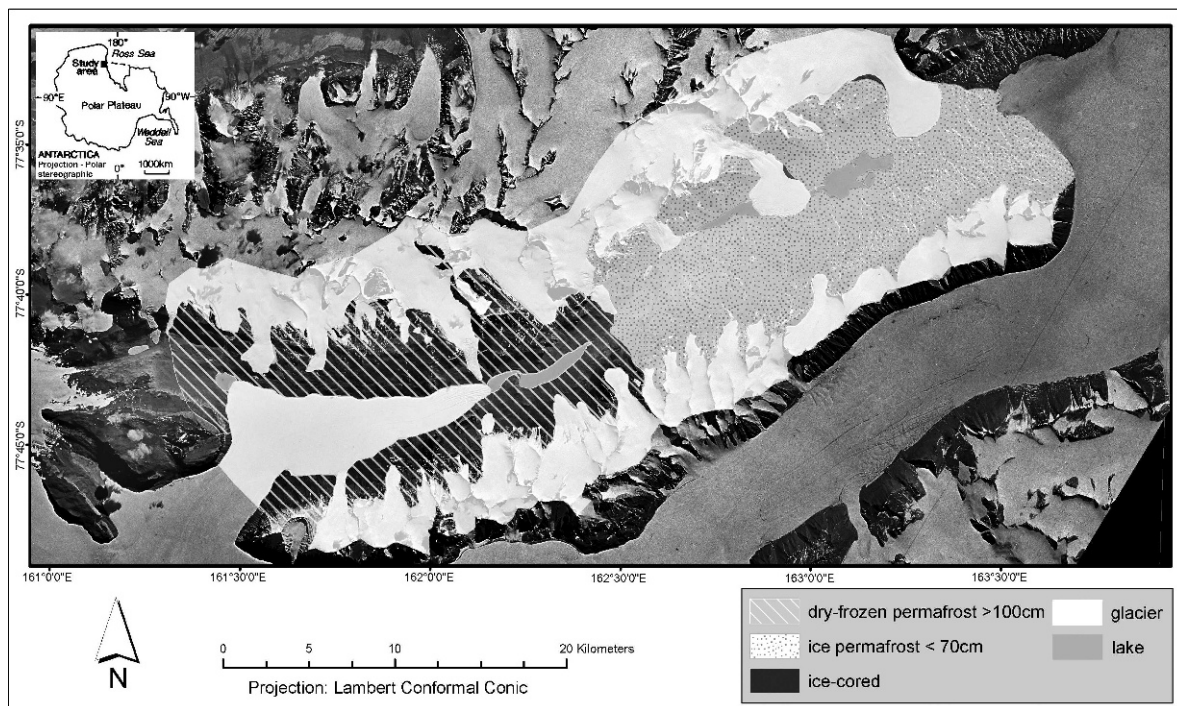 180°
Ross Sea
Study
area
90°E
90°W
Polar Plateau
Weddell
Sea
ANTARCTICA
Projection - Polar
stereographic
0°
1000km
77°35'0"S
77°40'0"S
77°45'0"S
161°0'0"E
161°30'0"E
162°0'0"E
162°30'0"E
163°0'0"E
163°30'0"E
N
0 5 10 20 Kilometers
Projection: Lambert Conformal Conic
dry-frozen permafrost >100cm
glacier
ice permafrost < 70cm
lake
ice-cored